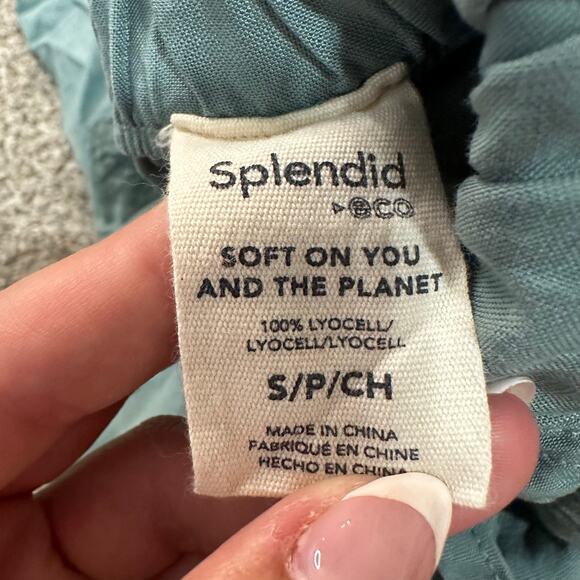 Splendid
eco
SOFT ON YOU
AND THE PLANET
100% LYOCELL/
LYOCELL/LYOCELL
S/P/CH
MADE IN CHINA
FABRIQUÉ EN CHINE
HECHO EN CHINA